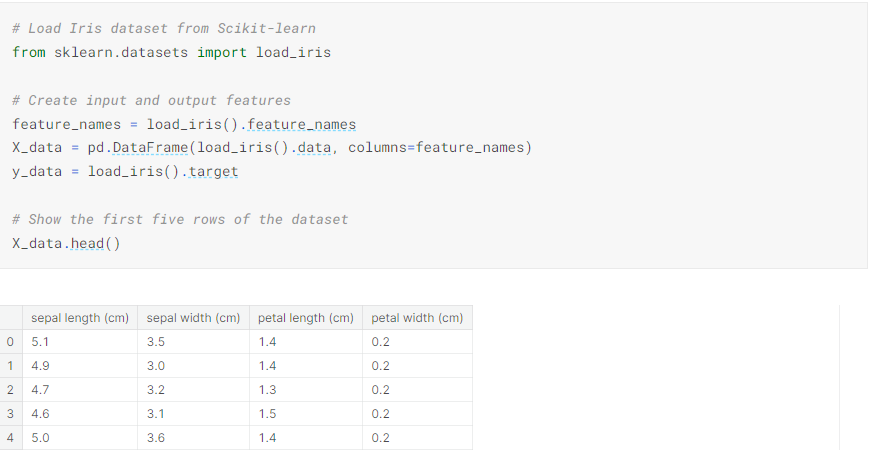 # Load Iris dataset from Scikit-learn
from sklearn.datasets import load_iris
# Create input and output features
feature_names = load_iris().feature_names
X_data = pd.DataFrame(load_iris().data, columns=feature_names)
y_data = load_iris().target
# Show the first five rows of the dataset
X_data.head()
sepal length (cm) sepal width (cm) petal length (cm) petal width (cm)
0 5.1 3.5 1.4 0.2
1 4.9 3.0 1.4 0.2
2 4.7 3.2 1.3 0.2
3 4.6 3.1 1.5 0.2
4 5.0 3.6 1.4 0.2